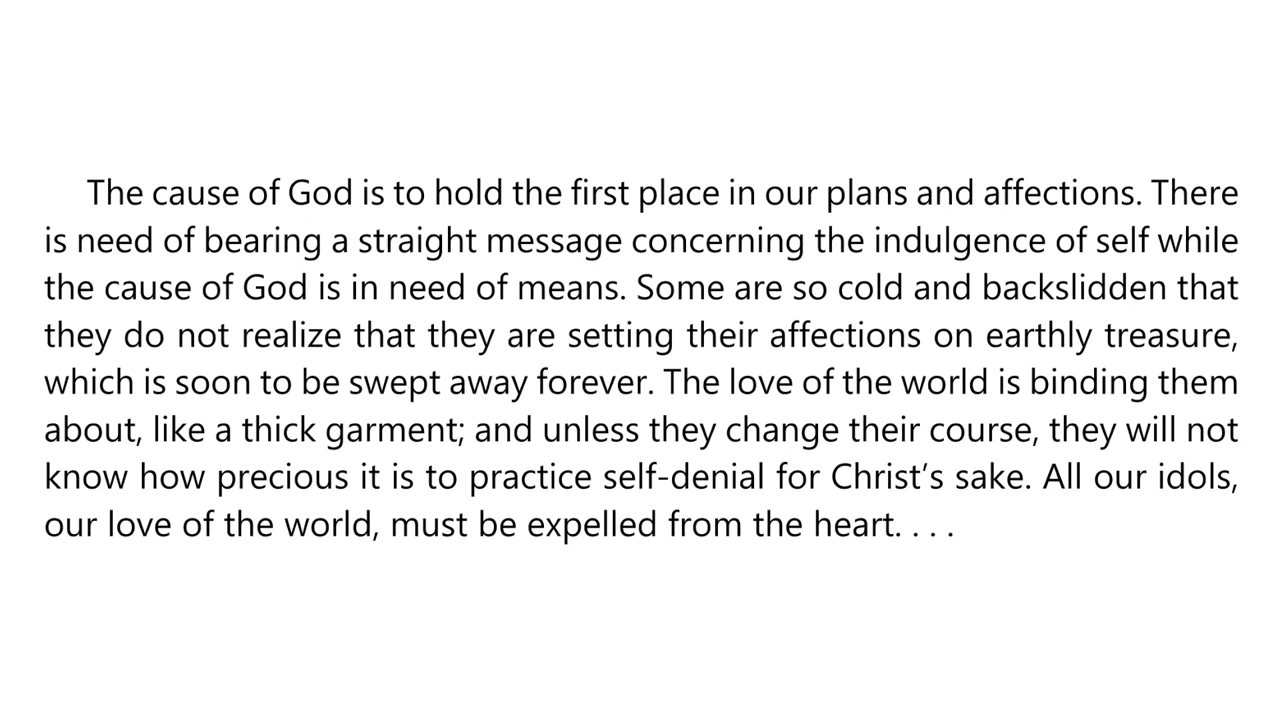 The cause of God is to hold the first place in our plans and affections. There
is need of bearing a straight message concerning the indulgence of self while
the cause of God is in need of means. Some are so cold and backslidden that
they do not realize that they are setting their affections on earthly treasure,
which is soon to be swept away forever. The love of the world is binding them
about, like a thick garment; and unless they change their course, they will not
know how precious it is to practice self-denial for Christ’s sake. All our idols,
our love of the world, must be expelled from the heart. . . .